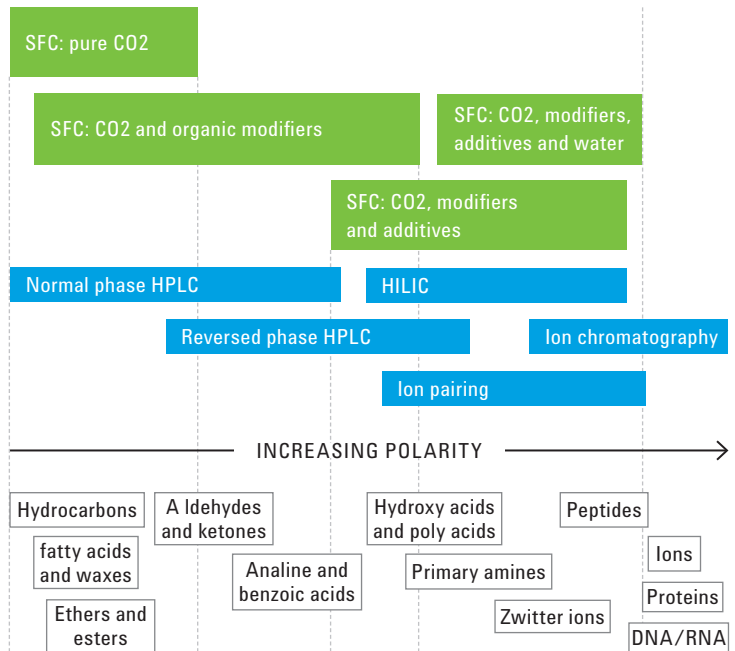 SFC: pure CO2
SFC: CO2 and organic modifiers
SFC: CO2, modifiers,
additives and water
SFC: CO2, modifiers
and additives
Normal phase HPLC
HILIC
Reversed phase HPLC
Ion chromatography
Ion pairing
INCREASING POLARITY
Hydrocarbons
A ldehydes
and ketones
Hydroxy acids
and poly acids
Peptides
fatty acids
and waxes
Analine and
benzoic acids
Primary amines
Ions
Ethers and
esters
Zwitter ions
Proteins
DNA/RNA